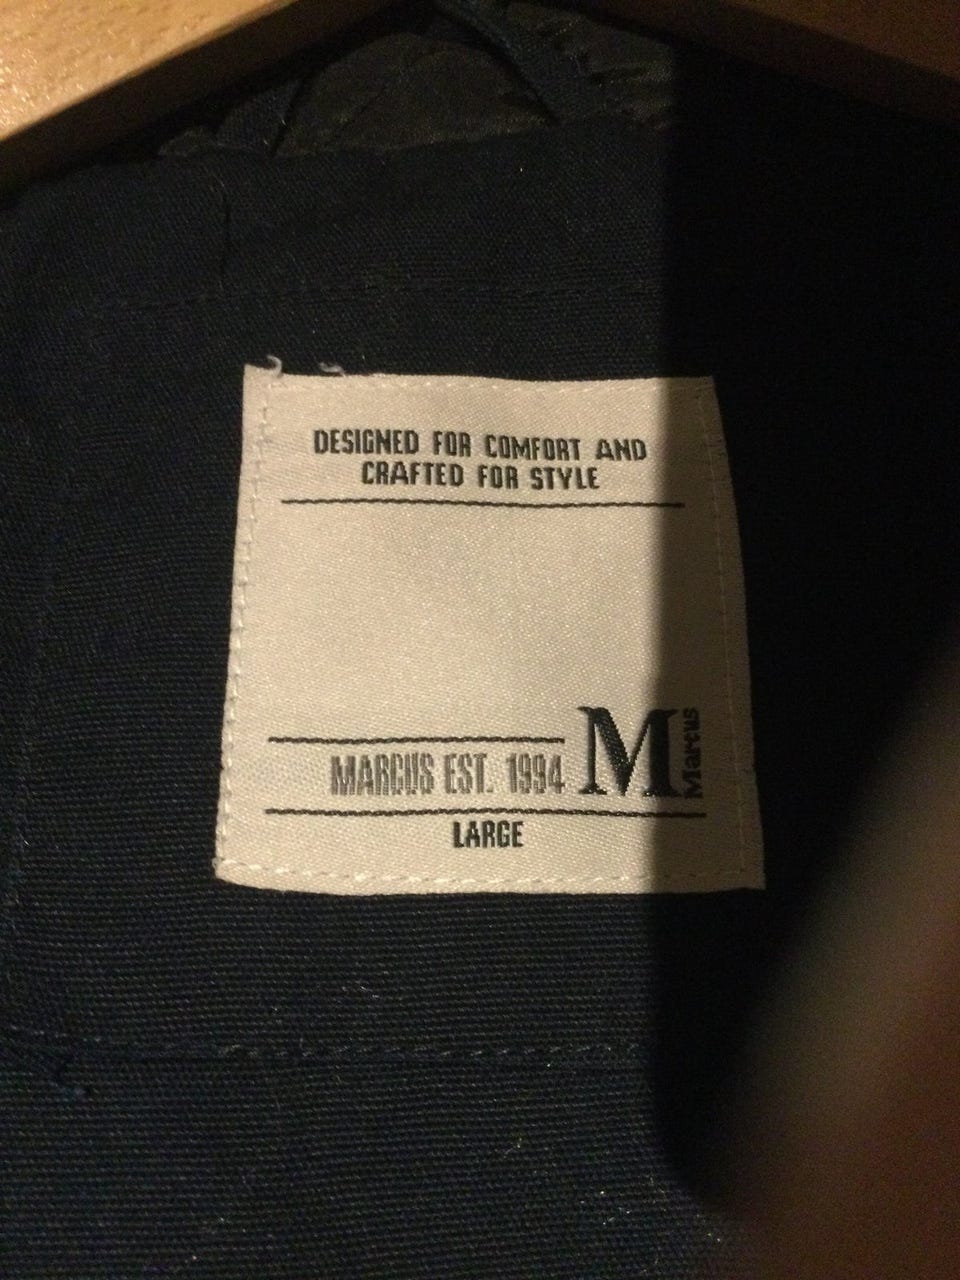 DESIGNED FOR COMFORT AND
CRAFTED FOR STYLE
MARCUS EST. 1994
M
Marcus
LARGE